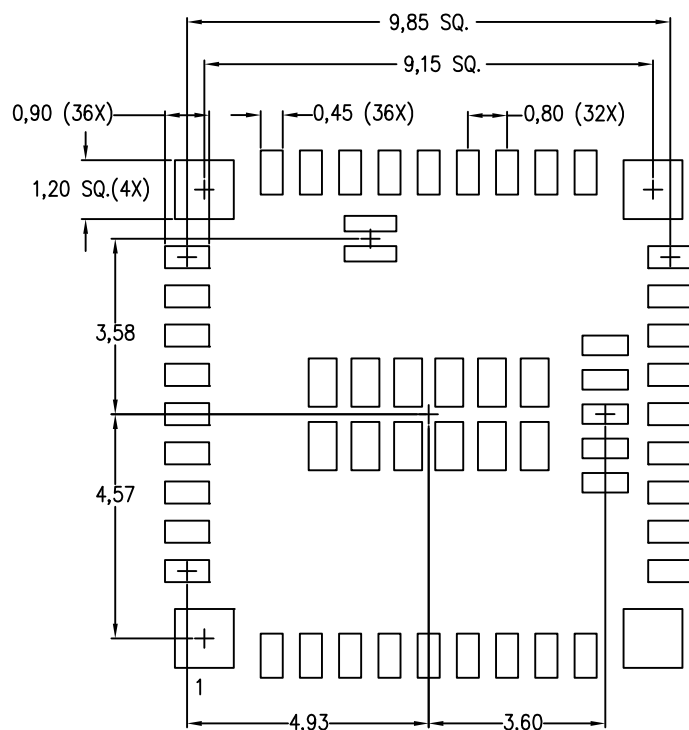 9,85 SQ.
9,15 SQ.
0,90 (36X)
0,45 (36X)
0,80 (32X)
1,20 SQ.(4X)
3,58
4,57
1
4,93
3,60